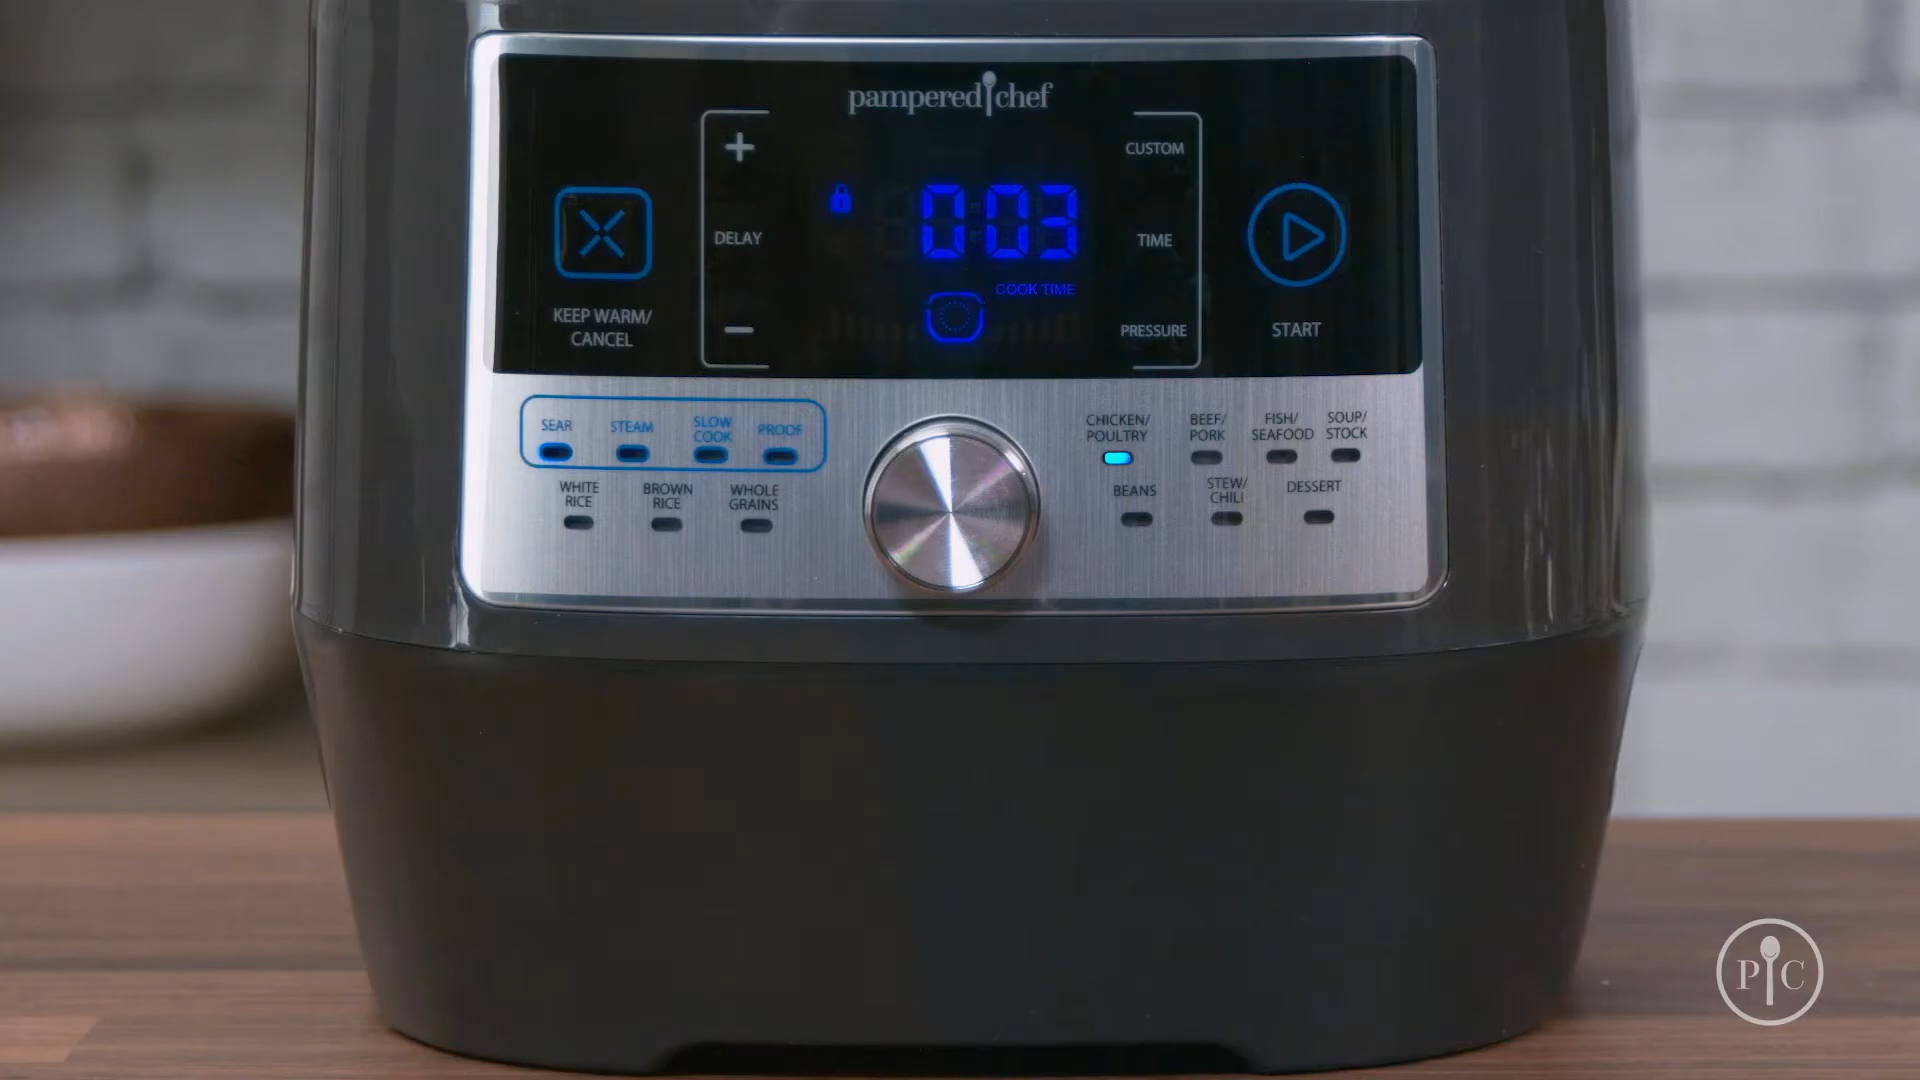 pampered chef
+
CUSTOM
0:03
DELAY
TIME
COOK TIME
KEEP WARM/
CANCEL
−
PRESSURE
START
SEAR
STEAM
SLOW
COOK
PROOF
CHICKEN/
POULTRY
BEEF/
PORK
FISH/
SEAFOOD
SOUP/
STOCK
WHITE
RICE
BROWN
RICE
WHOLE
GRAINS
BEANS
STEW/
CHILI
DESSERT
P C